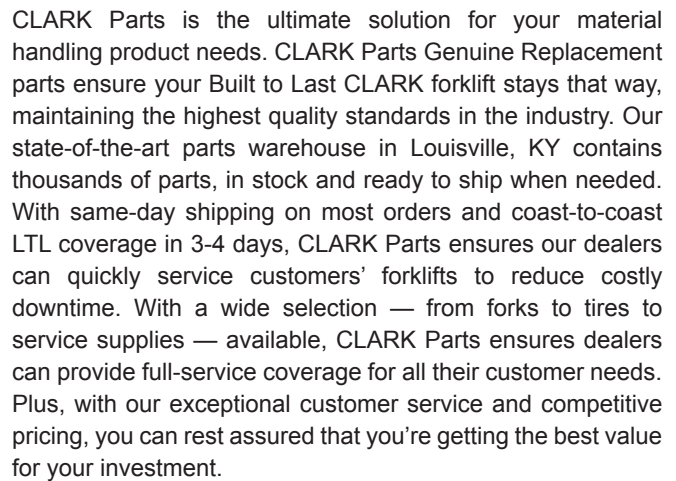 CLARK Parts is the ultimate solution for your material
handling product needs. CLARK Parts Genuine Replacement
parts ensure your Built to Last CLARK forklift stays that way,
maintaining the highest quality standards in the industry. Our
state-of-the-art parts warehouse in Louisville, KY contains
thousands of parts, in stock and ready to ship when needed.
With same-day shipping on most orders and coast-to-coast
LTL coverage in 3-4 days, CLARK Parts ensures our dealers
can quickly service customers’ forklifts to reduce costly
downtime. With a wide selection — from forks to tires to
service supplies — available, CLARK Parts ensures dealers
can provide full-service coverage for all their customer needs.
Plus, with our exceptional customer service and competitive
pricing, you can rest assured that you’re getting the best value
for your investment.